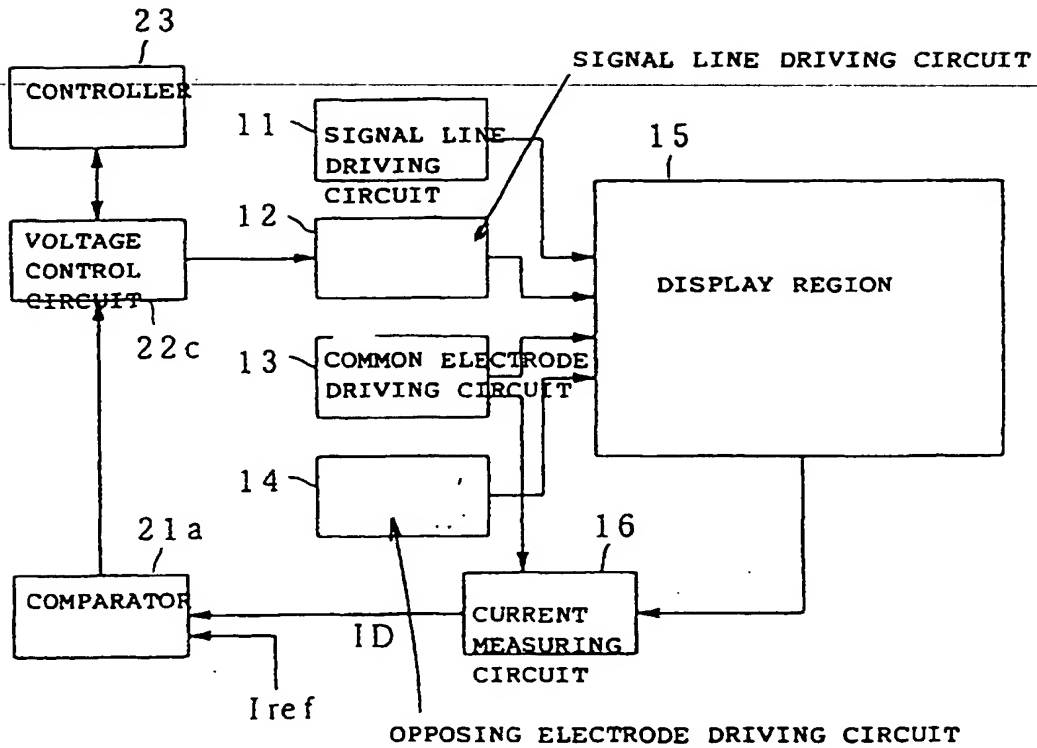 23
SIGNAL LINE DRIVING CIRCUIT
CONTROLLER
11
SIGNAL LINE
DRIVING
CIRCUIT
15
12
VOLTAGE
CONTROL
CIRCUIT
DISPLAY REGION
22c
13
COMMON ELECTRODE
DRIVING CIRCUIT
14
21a
16
COMPARATOR
ID
CURRENT
MEASURING
CIRCUIT
Iref
OPPOSING ELECTRODE DRIVING CIRCUIT